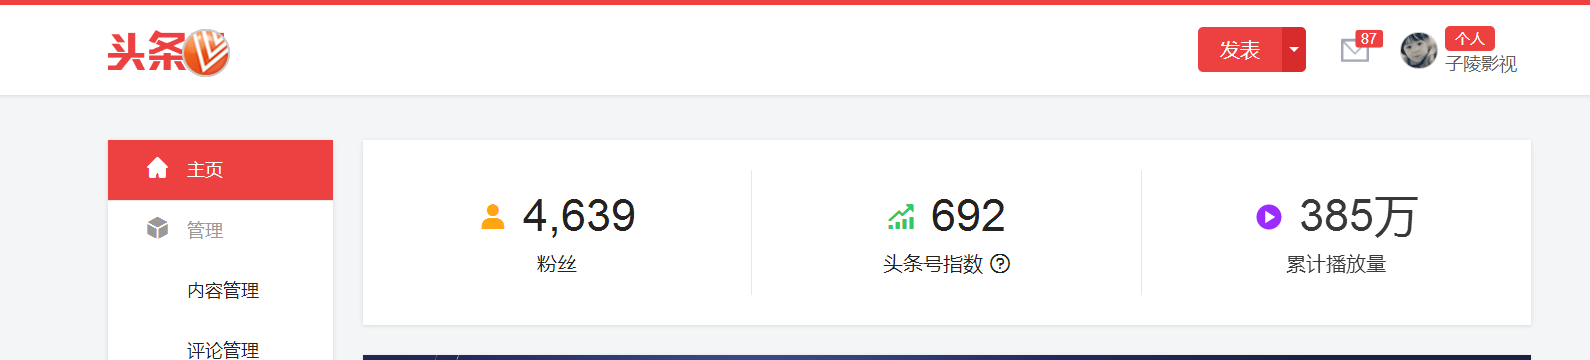 头条
发表
87
个人
子陵影视
主页
管理
内容管理
评论管理
4,639
粉丝
692
头条号指数
385万
累计播放量